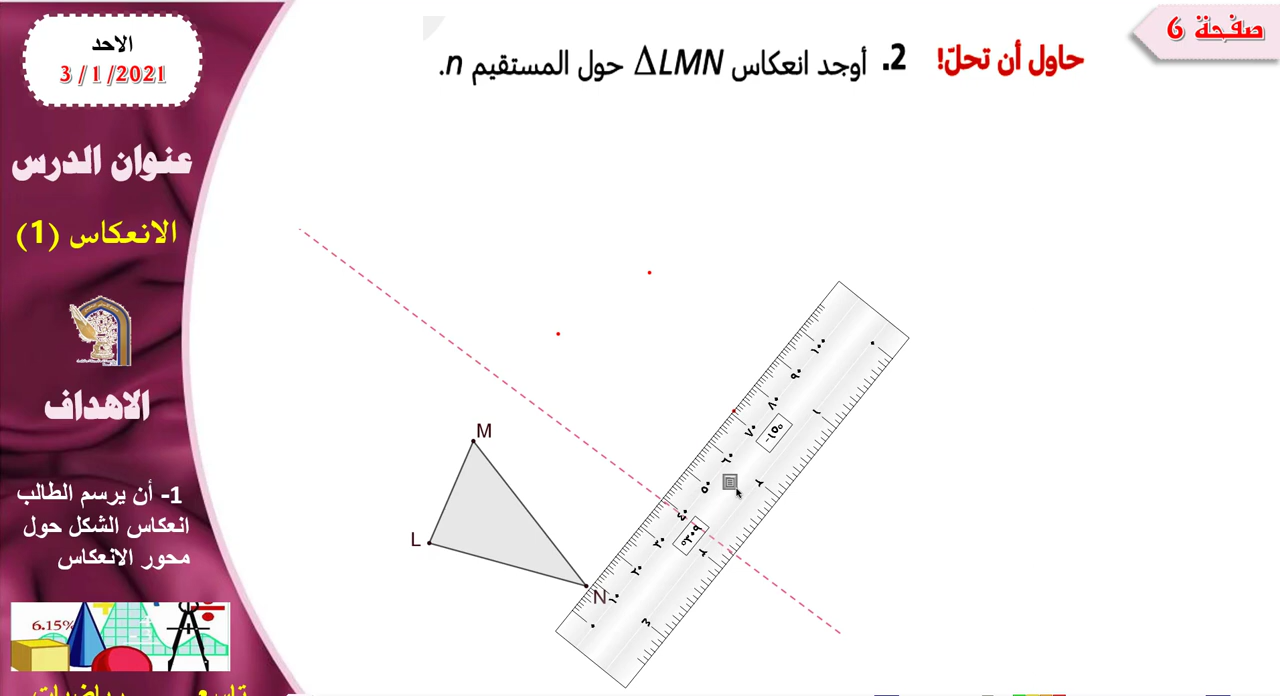 صفحة 6
حاول أن تحلّ! 2. أوجد انعكاس ΔLMN حول المستقيم n.
الاحد
3 / 1 /2021
عنوان الدرس
الانعكاس (1)
الاهداف
1- أن يرسم الطالب
انعكاس الشكل حول
محور الانعكاس
6.15%
M
L
N